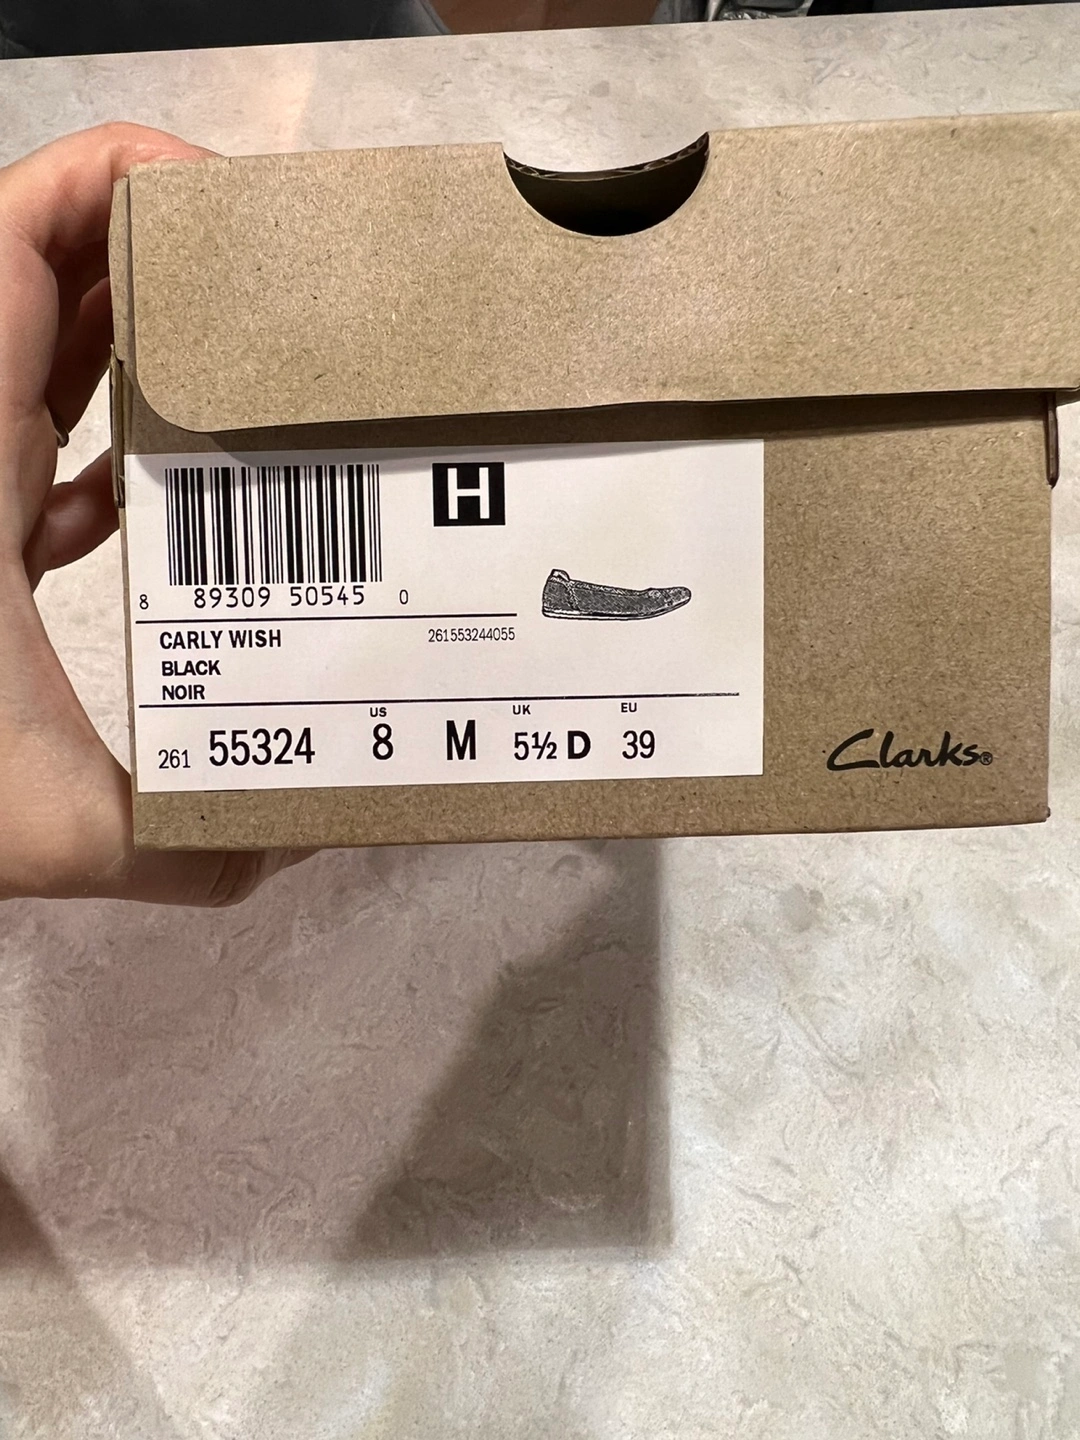 H
8 89309 50545 0
CARLY WISH 261553244055
BLACK
NOIR
US UK EU
261 55324 8 M 5½ D 39
Clarks®